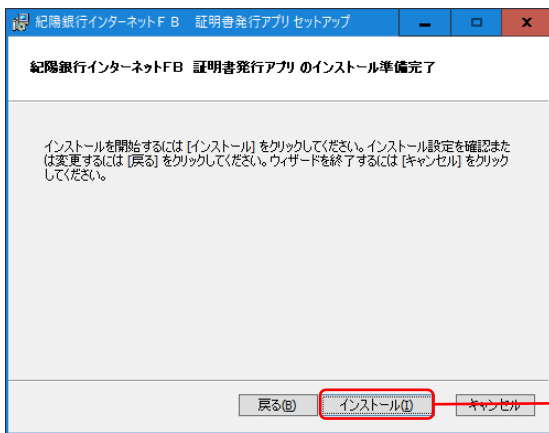 紀陽銀行インターネットＦＢ　証明書発行アプリ セットアップ
紀陽銀行インターネットFB 証明書発行アプリ のインストール準備完了
インストールを開始するには [インストール] をクリックしてください。インストール設定を確認また
は変更するには [戻る] をクリックしてください。ウィザードを終了するには [キャンセル] をクリック
してください。
戻る(B)
インストール(I)
キャンセル